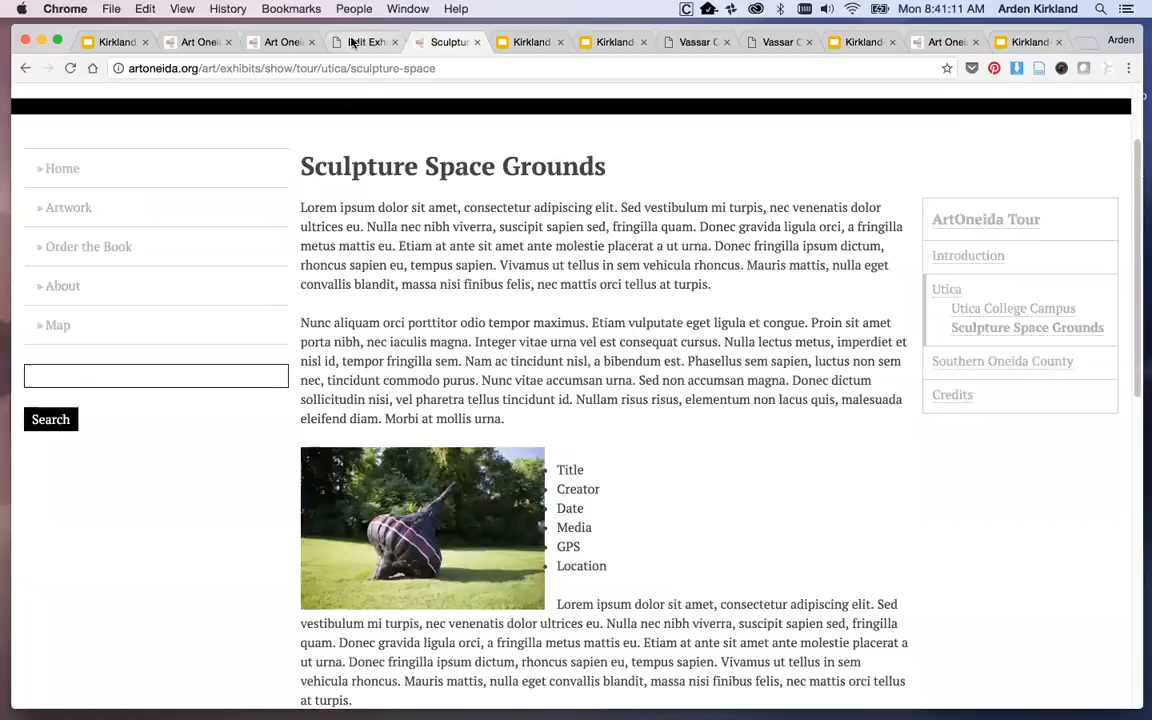 Chrome File Edit View History Bookmarks People Window Help
Mon 8:41:11 AM Arden Kirkland
Kirkland Art Onei Art Onei Exh Sculptur Kirkland Kirkland Vassar C Vassar C Kirkland Art Onei Kirkland Arden
artoneida.org/art/exhibits/show/tour/utica/sculpture-space
» Home
» Artwork
» Order the Book
» About
» Map
Search
Sculpture Space Grounds
Lorem ipsum dolor sit amet, consectetur adipiscing elit. Sed vestibulum mi turpis, nec venenatis dolor
ultrices eu. Nulla nec nibh viverra, suscipit sapien sed, fringilla quam. Donec gravida ligula orci, a fringilla
metus mattis eu. Etiam at ante sit amet ante molestie placerat a ut urna. Donec fringilla ipsum dictum,
rhoncus sapien eu, tempus sapien. Vivamus ut tellus in sem vehicula rhoncus. Mauris mattis, nulla eget
convallis blandit, massa nisi finibus felis, nec mattis orci tellus at turpis.
Nunc aliquam orci porttitor odio tempor maximus. Etiam vulputate eget ligula et congue. Proin sit amet
porta nibh, nec iaculis magna. Integer vitae urna vel est consequat cursus. Nulla lectus metus, imperdiet et
nisl id, tempor fringilla sem. Nam ac tincidunt nisl, a bibendum est. Phasellus sem sapien, luctus non sem
nec, tincidunt commodo purus. Nunc vitae accumsan urna. Sed non accumsan magna. Donec dictum
sollicitudin nisi, vel pharetra tellus tincidunt id. Nullam risus risus, elementum non lacus quis, malesuada
eleifend diam. Morbi at mollis urna.
Title
Creator
Date
Media
GPS
Location
Lorem ipsum dolor sit amet, consectetur adipiscing elit. Sed
vestibulum mi turpis, nec venenatis dolor ultrices eu. Nulla nec nibh viverra, suscipit sapien sed, fringilla
quam. Donec gravida ligula orci, a fringilla metus mattis eu. Etiam at ante sit amet ante molestie placerat a
ut urna. Donec fringilla ipsum dictum, rhoncus sapien eu, tempus sapien. Vivamus ut tellus in sem
vehicula rhoncus. Mauris mattis, nulla eget convallis blandit, massa nisi finibus felis, nec mattis orci tellus
at turpis.
ArtOneida Tour
Introduction
Utica
Utica College Campus
Sculpture Space Grounds
Southern Oneida County
Credits